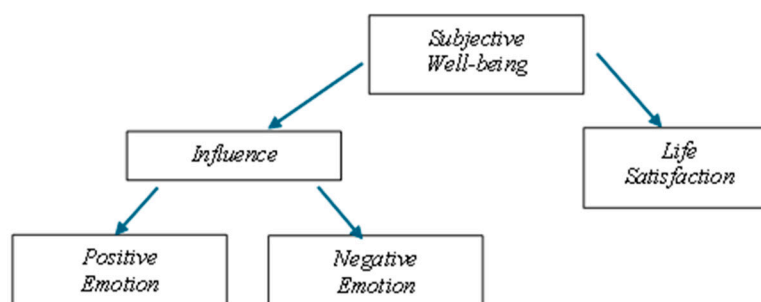 Subjective
Well-being
Influence
Life
Satisfaction
Positive
Emotion
Negative
Emotion